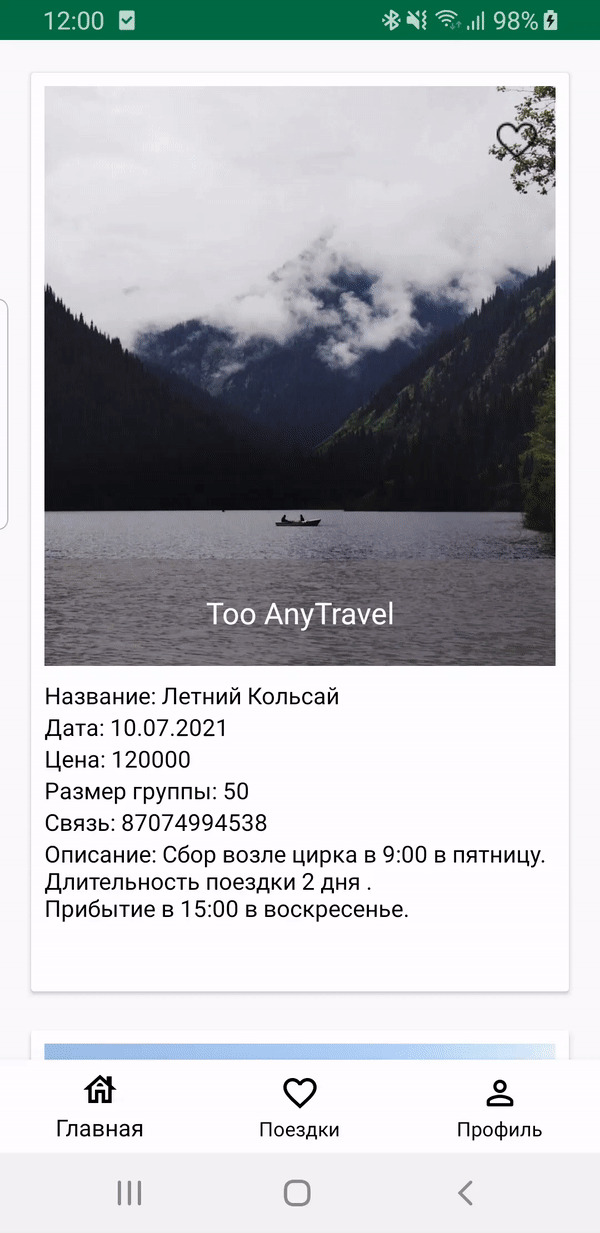 12:00
98%
Too AnyTravel
Название: Летний Кольсай
Дата: 10.07.2021
Цена: 120000
Размер группы: 50
Связь: 87074994538
Описание: Сбор возле цирка в 9:00 в пятницу.
Длительность поездки 2 дня .
Прибытие в 15:00 в воскресенье.
Главная
Поездки
Профиль